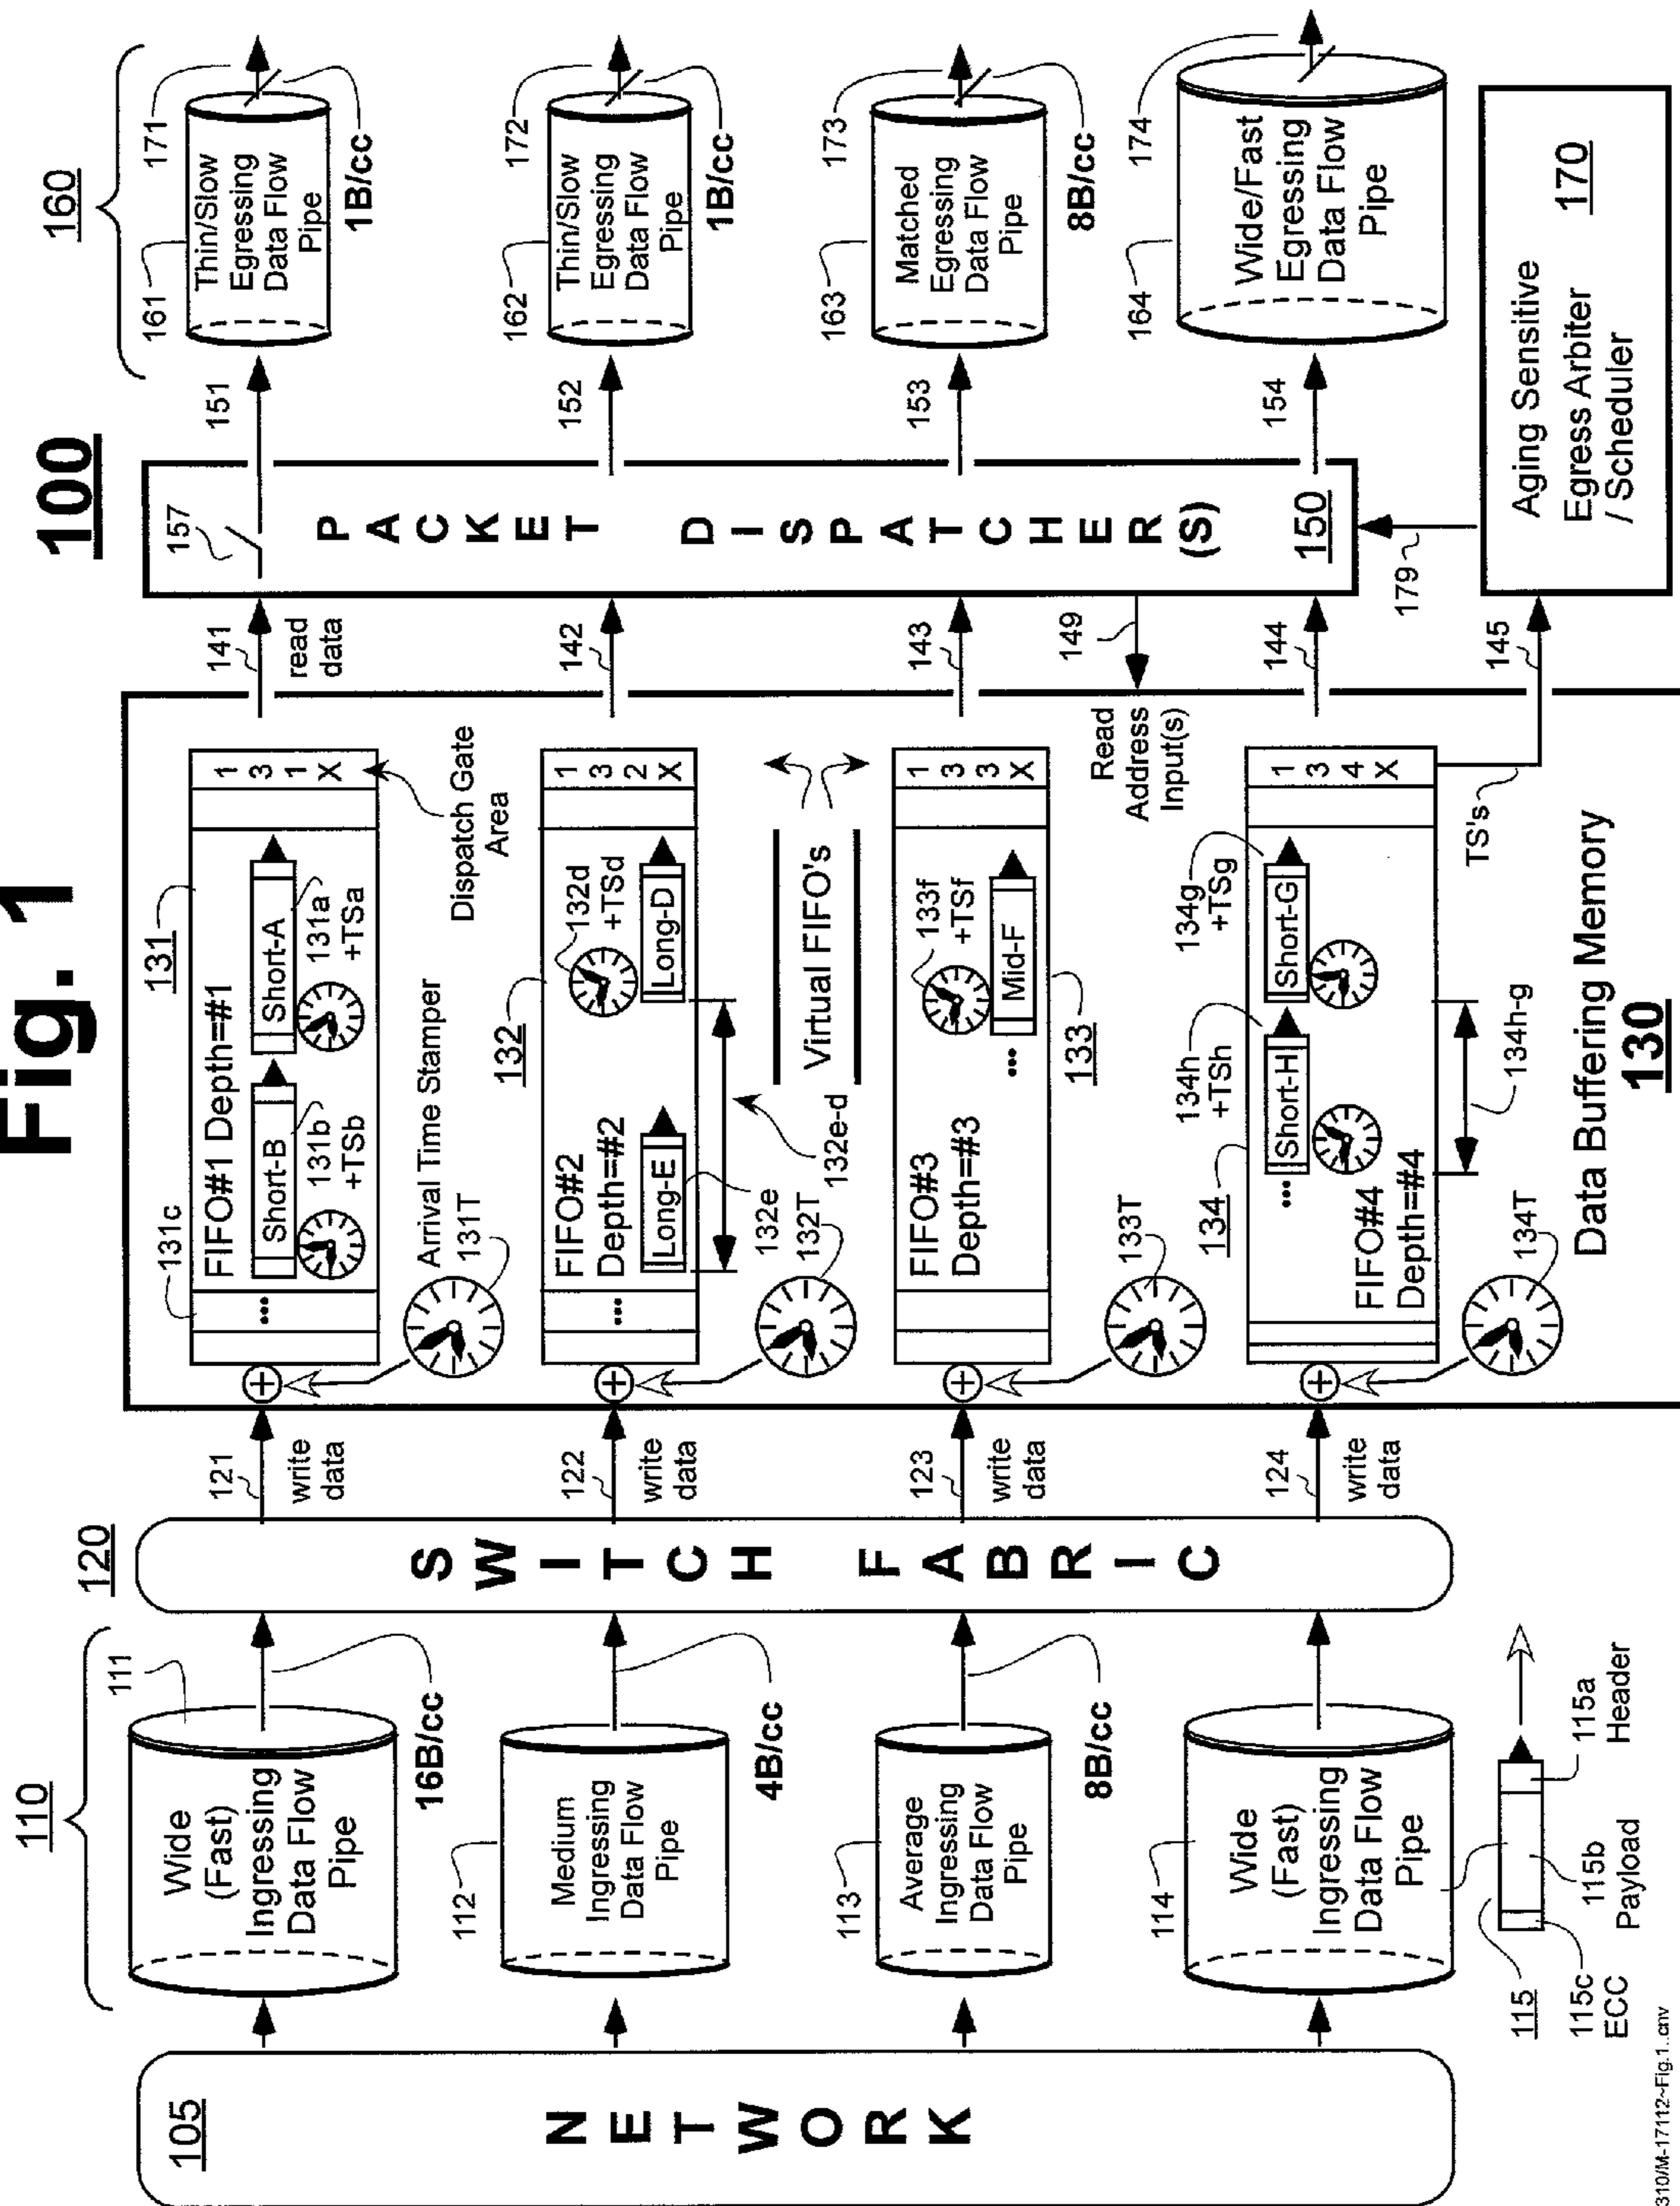 Fig. 1
100
105
NETWORK
110
Wide
(Fast)
Ingressing
Data Flow
Pipe
111
16B/cc
112
Medium
Ingressing
Data Flow
Pipe
4B/cc
113
Average
Ingressing
Data Flow
Pipe
8B/cc
114
Wide
(Fast)
Ingressing
Data Flow
Pipe
115
115c
ECC
115b
Payload
115a
Header
120
SWITCH FABRIC
121
write
data
122
write
data
123
write
data
124
write
data
131c
131
FIFO#1 Depth=#1
...
Short-B
131b
+TSb
Short-A
131a
+TSa
1
3
1
X
Dispatch Gate
Area
Arrival Time Stamper
131T
132
FIFO#2
Depth=#2
...
Long-E
132e
132e-d
132d
+TSd
Long-D
1
3
2
X
132T
Virtual FIFO's
FIFO#3
Depth=#3
...
133f
+TSf
Mid-F
133
1
3
3
X
133T
134
134h
+TSh
134g
+TSg
...
Short-H
Short-G
FIFO#4
Depth=#4
134h-g
1
3
4
X
134T
Read
Address
Input(s)
TS's
Data Buffering Memory
130
141
read
data
142
143
149
144
145
157
PACKET DISPATCHER(S)
150
179
151
152
153
154
160
161
Thin/Slow
Egressing
Data Flow
Pipe
171
1B/cc
162
Thin/Slow
Egressing
Data Flow
Pipe
172
1B/cc
163
Matched
Egressing
Data Flow
Pipe
173
8B/cc
164
Wide/Fast
Egressing
Data Flow
Pipe
174
Aging Sensitive
Egress Arbiter
/ Scheduler
170
310/M-17112~Fig.1..cnv